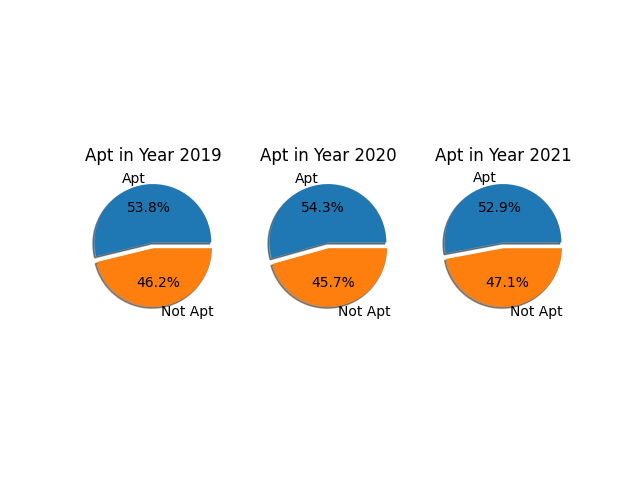 Apt in Year 2019
Apt
53.8%
46.2%
Not Apt
Apt in Year 2020
Apt
54.3%
45.7%
Not Apt
Apt in Year 2021
Apt
52.9%
47.1%
Not Apt